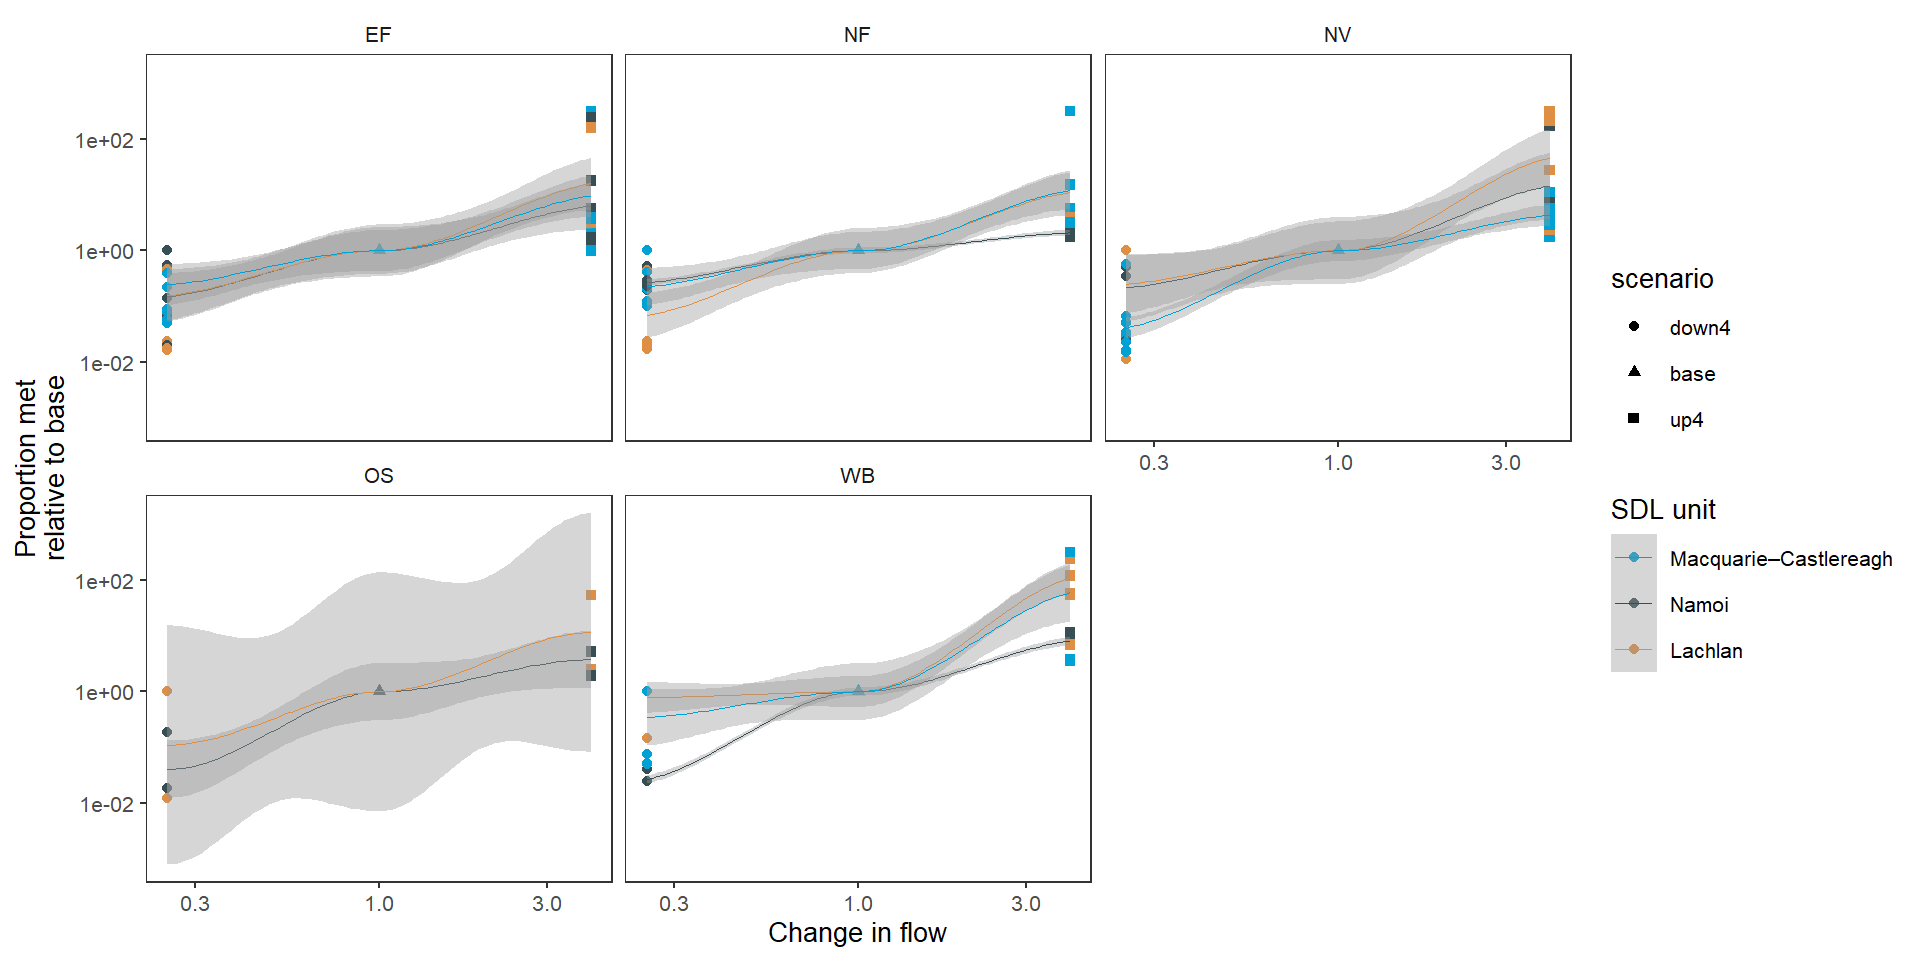 EF
NF
NV
1e+02
1e+00
1e-02
0.3
1.0
3.0
OS
WB
1e+02
1e+00
1e-02
0.3
1.0
3.0
0.3
1.0
3.0
Change in flow
Proportion met
relative to base
scenario
down4
base
up4
SDL unit
Macquarie–Castlereagh
Namoi
Lachlan